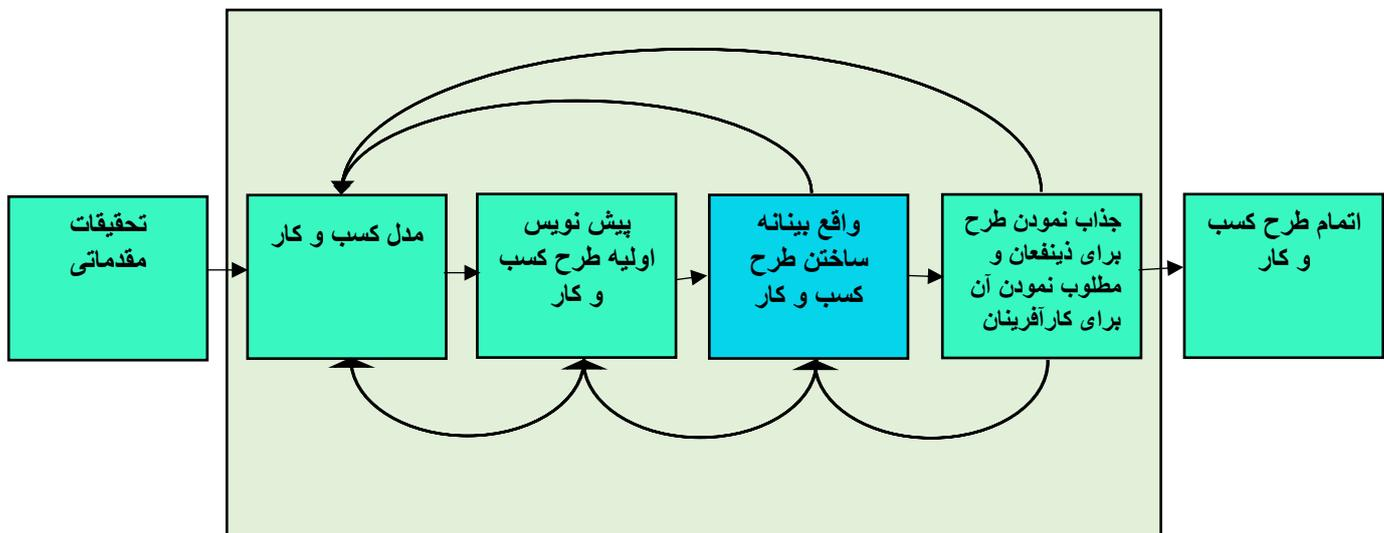 تحقیقات
مقدماتی
مدل کسب و کار
پیش نویس
اولیه طرح کسب
و کار
واقع بینانه
ساختن طرح
کسب و کار
جذاب نمودن طرح
برای ذینفعان و
مطلوب نمودن آن
برای کارآفرینان
اتمام طرح کسب
و کار